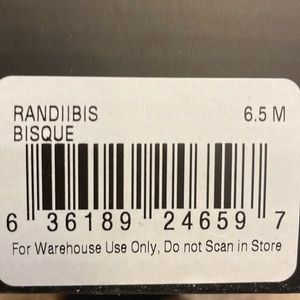 RANDIIBIS 6.5 M
BISQUE
6 36189 24659 7
For Warehouse Use Only, Do not Scan in Store